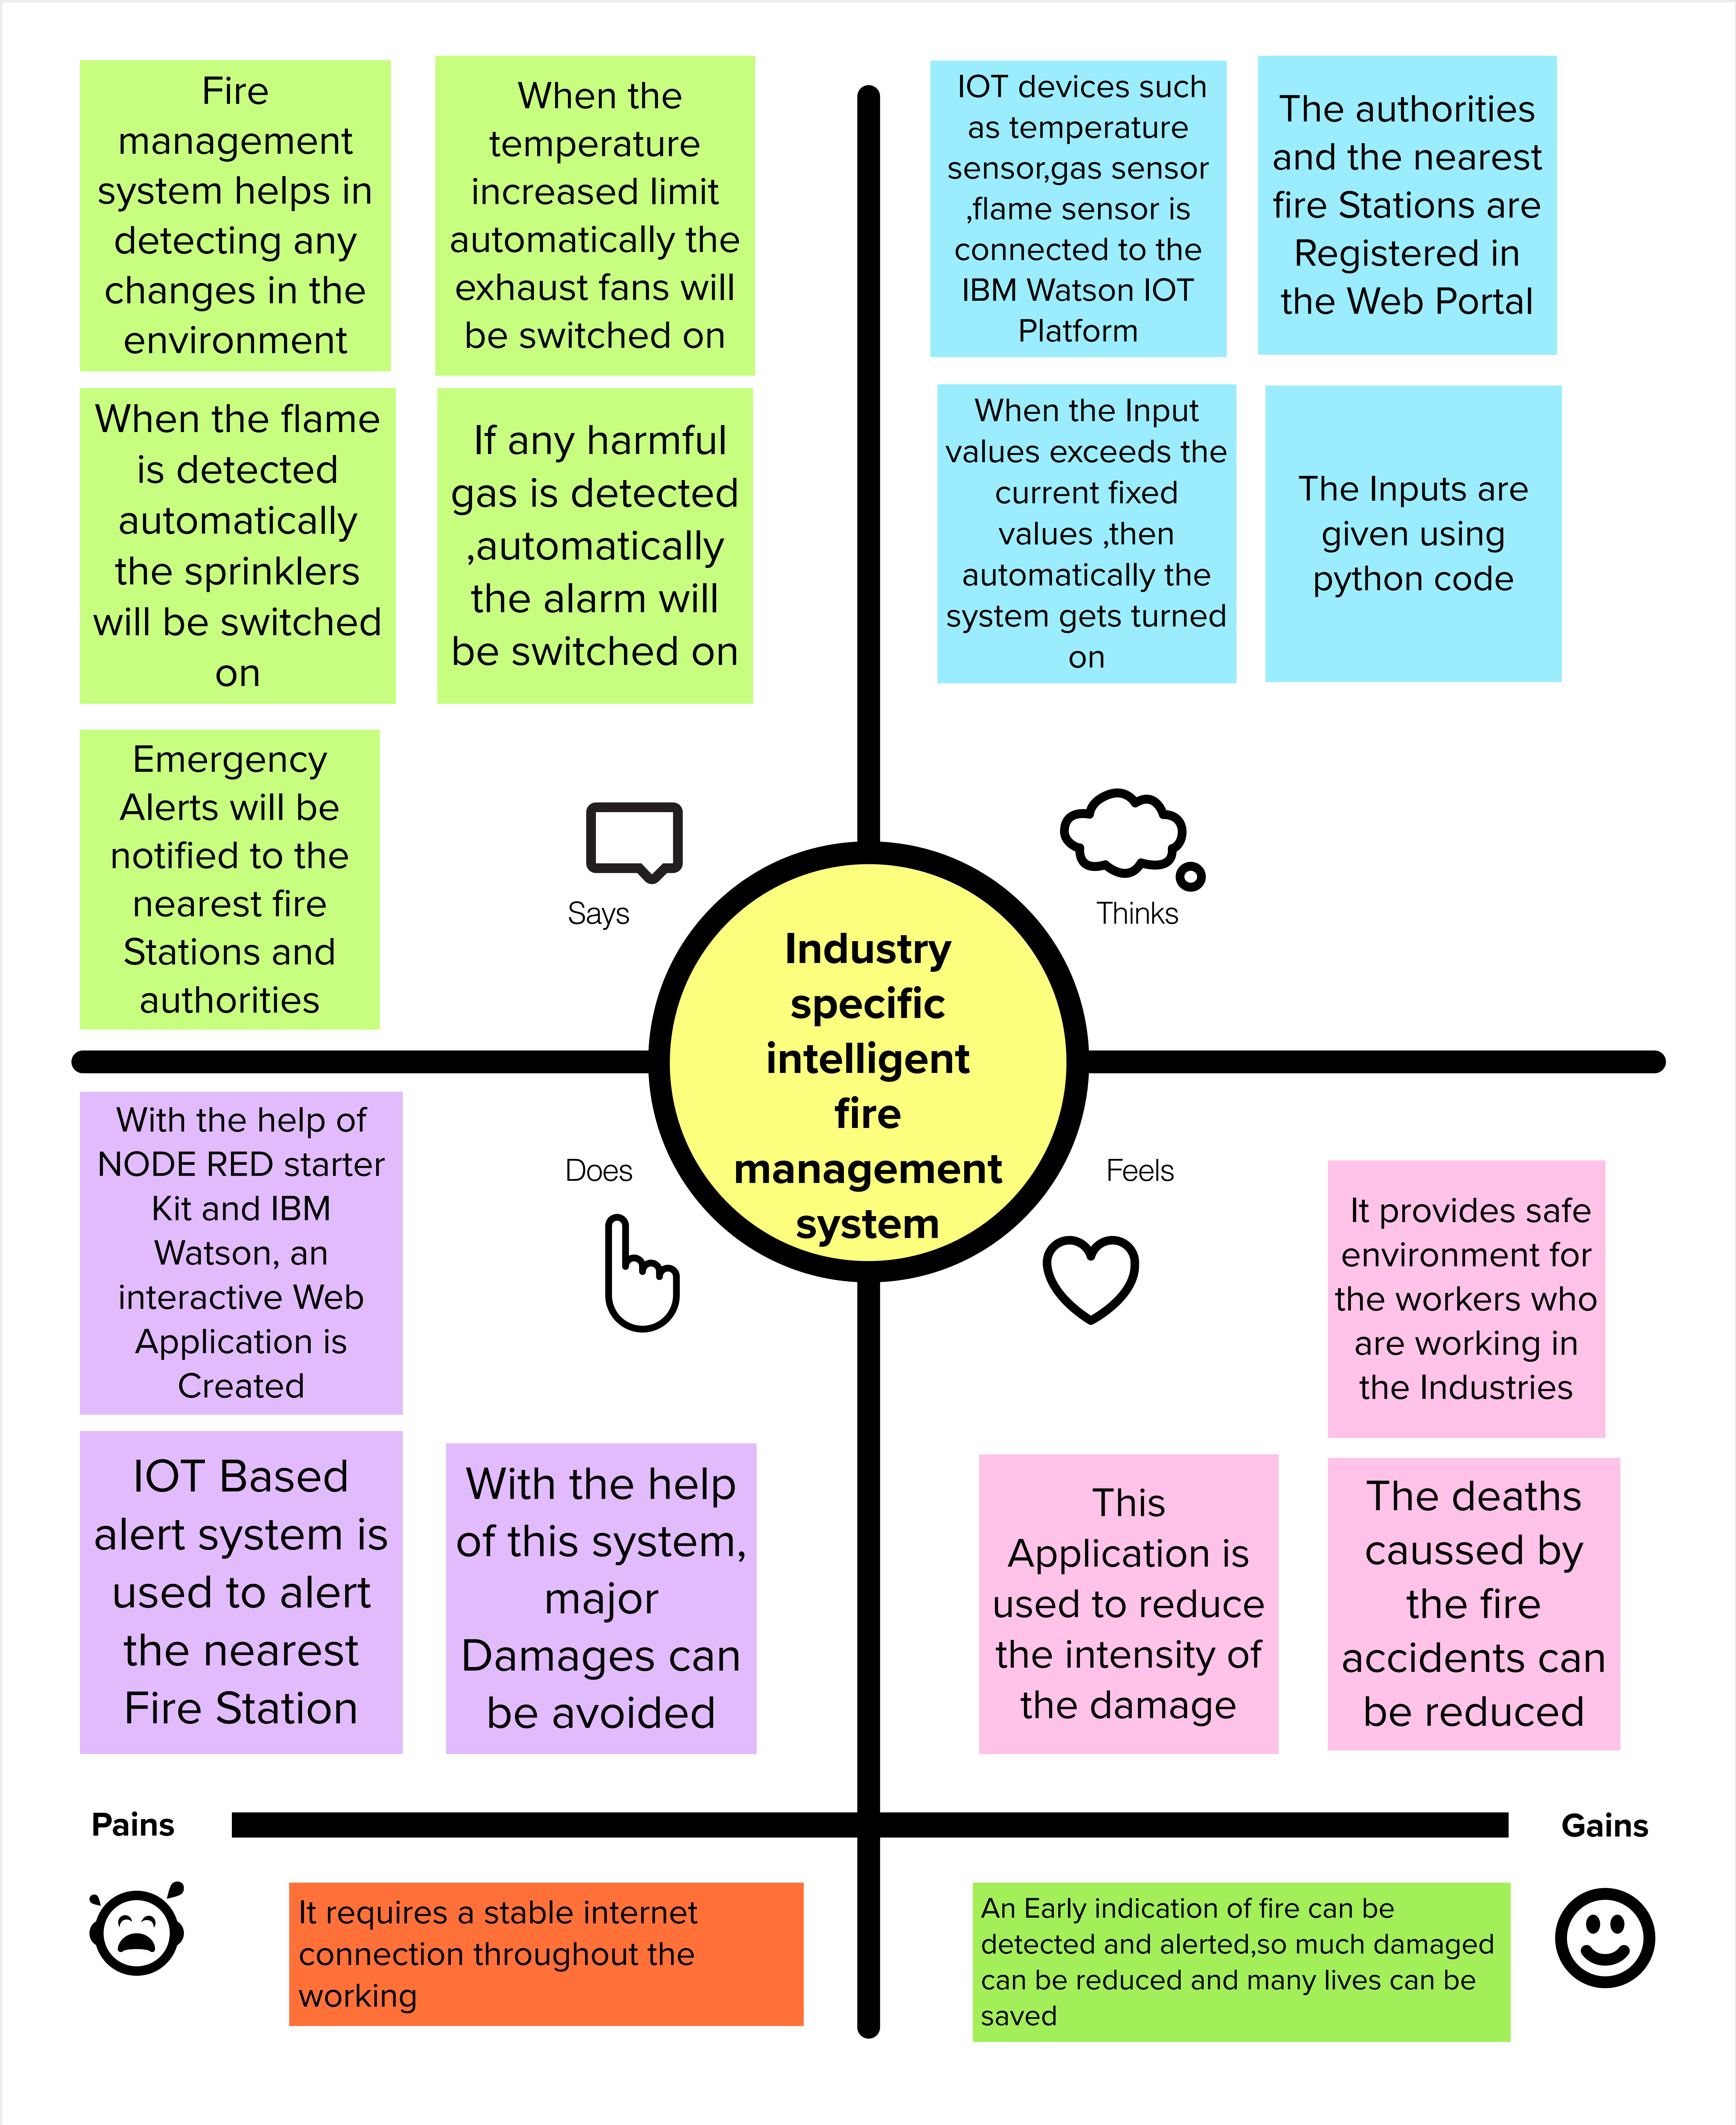 Fire
management
system helps in
detecting any
changes in the
environment
When the
temperature
increased limit
automatically the
exhaust fans will
be switched on
When the flame
is detected
automatically
the sprinklers
will be switched
on
If any harmful
gas is detected
,automatically
the alarm will
be switched on
Emergency
Alerts will be
notified to the
nearest fire
Stations and
authorities
Says
IOT devices such
as temperature
sensor,gas sensor
,flame sensor is
connected to the
IBM Watson IOT
Platform
The authorities
and the nearest
fire Stations are
Registered in
the Web Portal
When the Input
values exceeds the
current fixed
values ,then
automatically the
system gets turned
on
The Inputs are
given using
python code
Thinks
Industry
specific
intelligent
fire
management
system
With the help of
NODE RED starter
Kit and IBM
Watson, an
interactive Web
Application is
Created
Does
IOT Based
alert system is
used to alert
the nearest
Fire Station
With the help
of this system,
major
Damages can
be avoided
Feels
It provides safe
environment for
the workers who
are working in
the Industries
This
Application is
used to reduce
the intensity of
the damage
The deaths
caussed by
the fire
accidents can
be reduced
Pains
It requires a stable internet
connection throughout the
working
Gains
An Early indication of fire can be
detected and alerted,so much damaged
can be reduced and many lives can be
saved